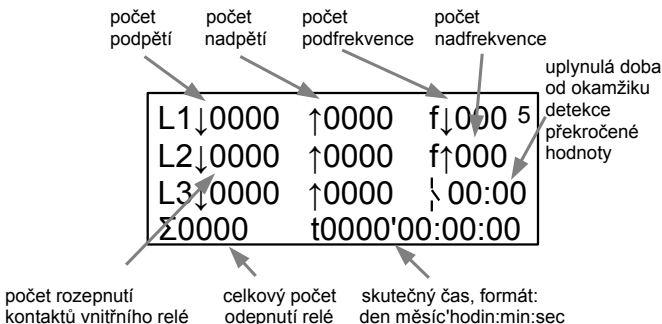 počet
podpětí
počet
nadpětí
počet
podfrekvence
počet
nadfrekvence
uplynulá doba
od okamžiku
detekce
překročené
hodnoty
L1↓0000 ↑0000 f↓000 5
L2↓0000 ↑0000 f↑000
L3↓0000 ↑0000 00:00
Σ0000 t0000'00:00:00
počet rozepnutí
kontaktů vnitřního relé
celkový počet
odepnutí relé
skutečný čas, formát:
den měsíc'hodin:min:sec